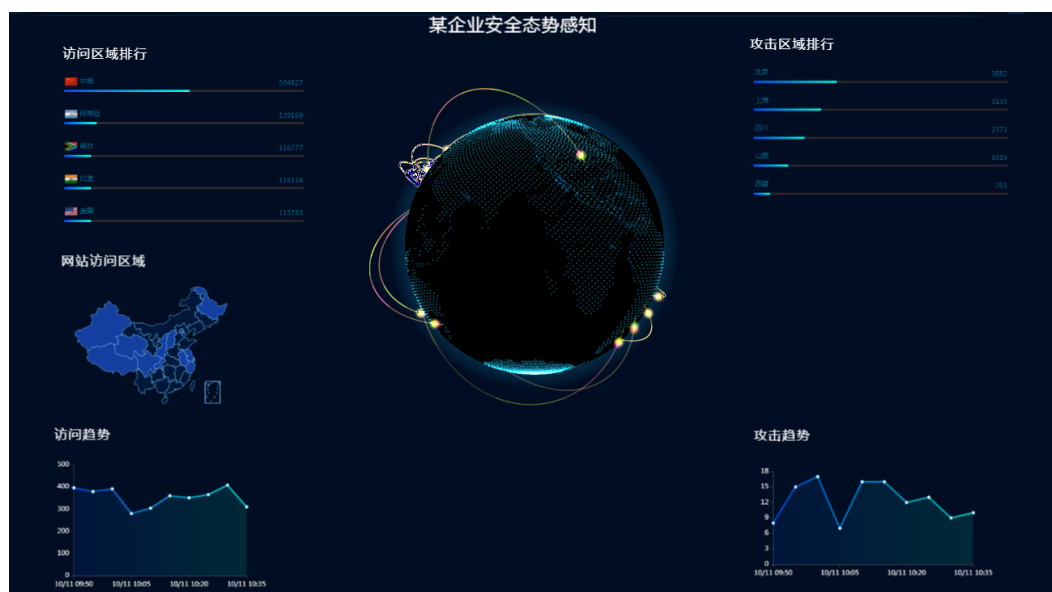 某企业安全态势感知
访问区域排行
中国 594827
阿根廷 139169
南非 116777
印度 116114
美国 115783
网站访问区域
访问趋势
500
400
300
200
100
0
10/11 09:50 10/11 10:05 10/11 10:20 10/11 10:35
攻击区域排行
北京 3882
上海 3145
四川 2371
山西 1619
西藏 793
攻击趋势
18
15
12
9
6
3
0
10/11 09:50 10/11 10:05 10/11 10:20 10/11 10:35